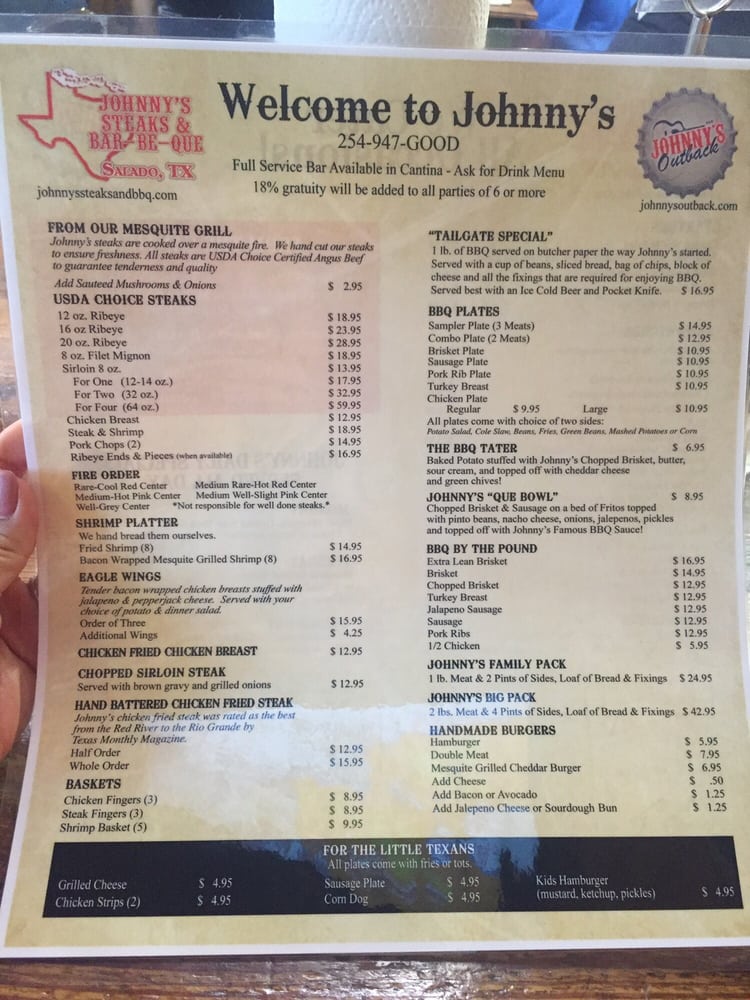 JOHNNY'S
STEAKS &
BAR-BE-QUE
SALADO, TX
johnnyssteaksandbbq.com
Welcome to Johnny's
254-947-GOOD
Full Service Bar Available in Cantina - Ask for Drink Menu
18% gratuity will be added to all parties of 6 or more
JOHNNY'S
Outback
johnnysoutback.com
FROM OUR MESQUITE GRILL
Johnny's steaks are cooked over a mesquite fire. We hand cut our steaks
to ensure freshness. All steaks are USDA Choice Certified Angus Beef
to guarantee tenderness and quality
Add Sauteed Mushrooms & Onions $ 2.95
USDA CHOICE STEAKS
12 oz. Ribeye $ 18.95
16 oz Ribeye $ 23.95
20 oz. Ribeye $ 28.95
8 oz. Filet Mignon $ 18.95
Sirloin 8 oz. $ 13.95
For One (12-14 oz.) $ 17.95
For Two (32 oz.) $ 32.95
For Four (64 oz.) $ 59.95
Chicken Breast $ 12.95
Steak & Shrimp $ 18.95
Pork Chops (2) $ 14.95
Ribeye Ends & Pieces (when available) $ 16.95
FIRE ORDER
Rare-Cool Red Center Medium Rare-Hot Red Center
Medium-Hot Pink Center Medium Well-Slight Pink Center
Well-Grey Center *Not responsible for well done steaks.*
SHRIMP PLATTER
We hand bread them ourselves.
Fried Shrimp (8) $ 14.95
Bacon Wrapped Mesquite Grilled Shrimp (8) $ 16.95
EAGLE WINGS
Tender bacon wrapped chicken breasts stuffed with
jalapeno & pepperjack cheese. Served with your
choice of potato & dinner salad.
Order of Three $ 15.95
Additional Wings $ 4.25
CHICKEN FRIED CHICKEN BREAST $ 12.95
CHOPPED SIRLOIN STEAK
Served with brown gravy and grilled onions $ 12.95
HAND BATTERED CHICKEN FRIED STEAK
Johnny's chicken fried steak was rated as the best
from the Red River to the Rio Grande by
Texas Monthly Magazine.
Half Order $ 12.95
Whole Order $ 15.95
BASKETS
Chicken Fingers (3) $ 8.95
Steak Fingers (3) $ 8.95
Shrimp Basket (5) $ 9.95
"TAILGATE SPECIAL"
1 lb. of BBQ served on butcher paper the way Johnny's started.
Served with a cup of beans, sliced bread, bag of chips, block of
cheese and all the fixings that are required for enjoying BBQ.
Served best with an Ice Cold Beer and Pocket Knife. $ 16.95
BBQ PLATES
Sampler Plate (3 Meats) $ 14.95
Combo Plate (2 Meats) $ 12.95
Brisket Plate $ 10.95
Sausage Plate $ 10.95
Pork Rib Plate $ 10.95
Turkey Breast $ 10.95
Chicken Plate
Regular $ 9.95 Large $ 10.95
All plates come with choice of two sides:
Potato Salad, Cole Slaw, Beans, Fries, Green Beans, Mashed Potatoes or Corn
THE BBQ TATER $ 6.95
Baked Potato stuffed with Johnny's Chopped Brisket, butter,
sour cream, and topped off with cheddar cheese
and green chives!
JOHNNY'S "QUE BOWL" $ 8.95
Chopped Brisket & Sausage on a bed of Fritos topped
with pinto beans, nacho cheese, onions, jalepenos, pickles
and topped off with Johnny's Famous BBQ Sauce!
BBQ BY THE POUND
Extra Lean Brisket $ 16.95
Brisket $ 14.95
Chopped Brisket $ 12.95
Turkey Breast $ 12.95
Jalapeno Sausage $ 12.95
Sausage $ 12.95
Pork Ribs $ 12.95
1/2 Chicken $ 5.95
JOHNNY'S FAMILY PACK
1 lb. Meat & 2 Pints of Sides, Loaf of Bread & Fixings $ 24.95
JOHNNY'S BIG PACK
2 lbs. Meat & 4 Pints of Sides, Loaf of Bread & Fixings $ 42.95
HANDMADE BURGERS
Hamburger $ 5.95
Double Meat $ 7.95
Mesquite Grilled Cheddar Burger $ 6.95
Add Cheese $ .50
Add Bacon or Avocado $ 1.25
Add Jalepeno Cheese or Sourdough Bun $ 1.25
FOR THE LITTLE TEXANS
All plates come with fries or tots.
Grilled Cheese $ 4.95 Sausage Plate $ 4.95 Kids Hamburger
Chicken Strips (2) $ 4.95 Corn Dog $ 4.95 (mustard, ketchup, pickles) $ 4.95